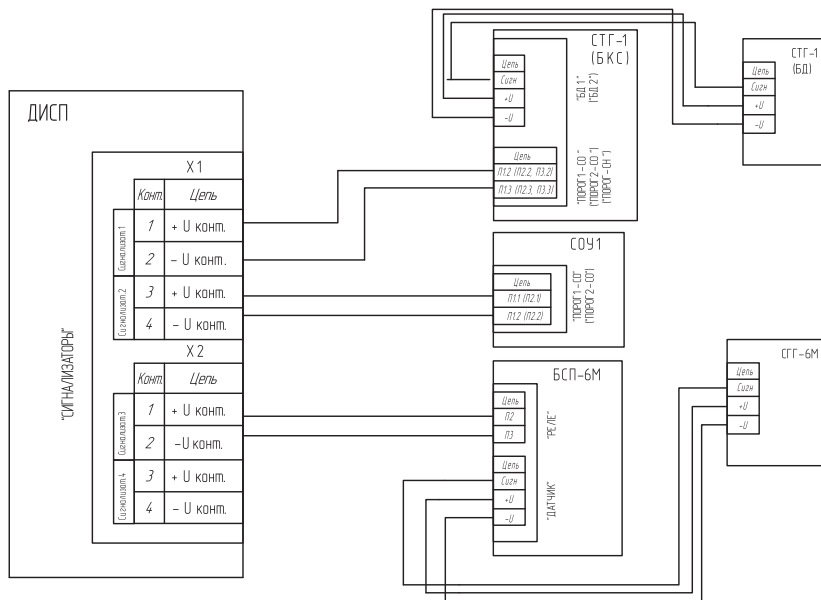 ДИСП
"СИГНАЛИЗАТОРЫ"
X1
Конт. Цепь
Сигнализат.1
1 + U конт.
2 – U конт.
Сигнализат.2
3 + U конт.
4 – U конт.
X2
Конт. Цепь
Сигнализат.3
1 + U конт.
2 –U конт.
Сигнализат.4
3 + U конт.
4 – U конт.
СТГ-1
(БКС)
Цепь
Сигн
+U
-U
"БД 1"
("БД 2")
Цепь
П1.2 (П2.2, П3.2)
П1.3 (П2.3, П3.3)
"ПОРОГ1-СО"
("ПОРОГ2-СО")
("ПОРОГ-СН")
СТГ-1
(БД)
Цепь
Сигн
+U
-U
СОУ1
Цепь
П1.1 (П2.1)
П1.2 (П2.2)
"ПОРОГ1-СО"
("ПОРОГ2-СО")
БСП-6М
Цепь
П2
П3
"РЕЛЕ"
Цепь
Сигн
+U
-U
"ДАТЧИК"
СГГ-6М
Цепь
Сигн
+U
-U